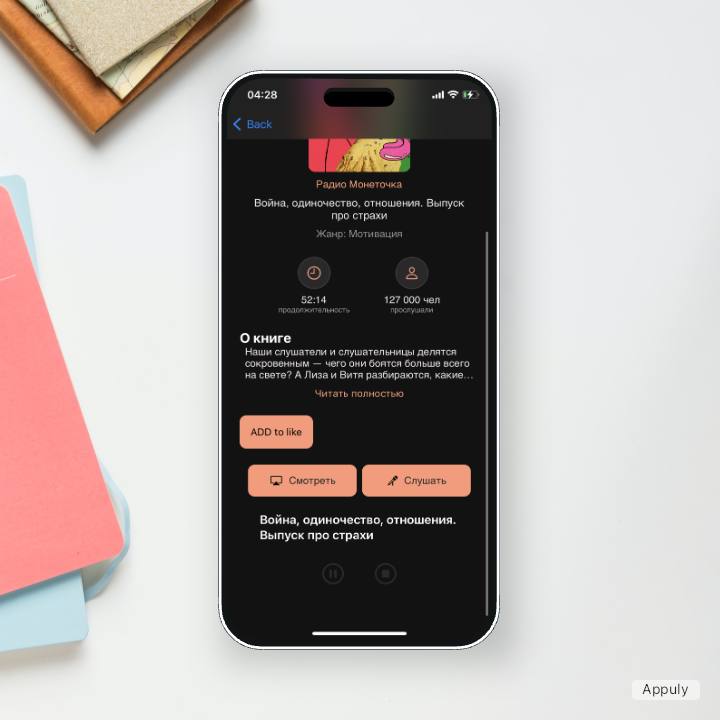 04:28
Back
Радио Монеточка
Война, одиночество, отношения. Выпуск
про страхи
Жанр: Мотивация
52:14
127 000 чел
продолжительность
прослушали
О книге
Наши слушатели и слушательницы делятся
сокровенным — чего они боятся больше всего
на свете? А Лиза и Витя разбираются, какие...
Читать полностью
ADD to like
Смотреть
Слушать
Война, одиночество, отношения.
Выпуск про страхи
Appuly